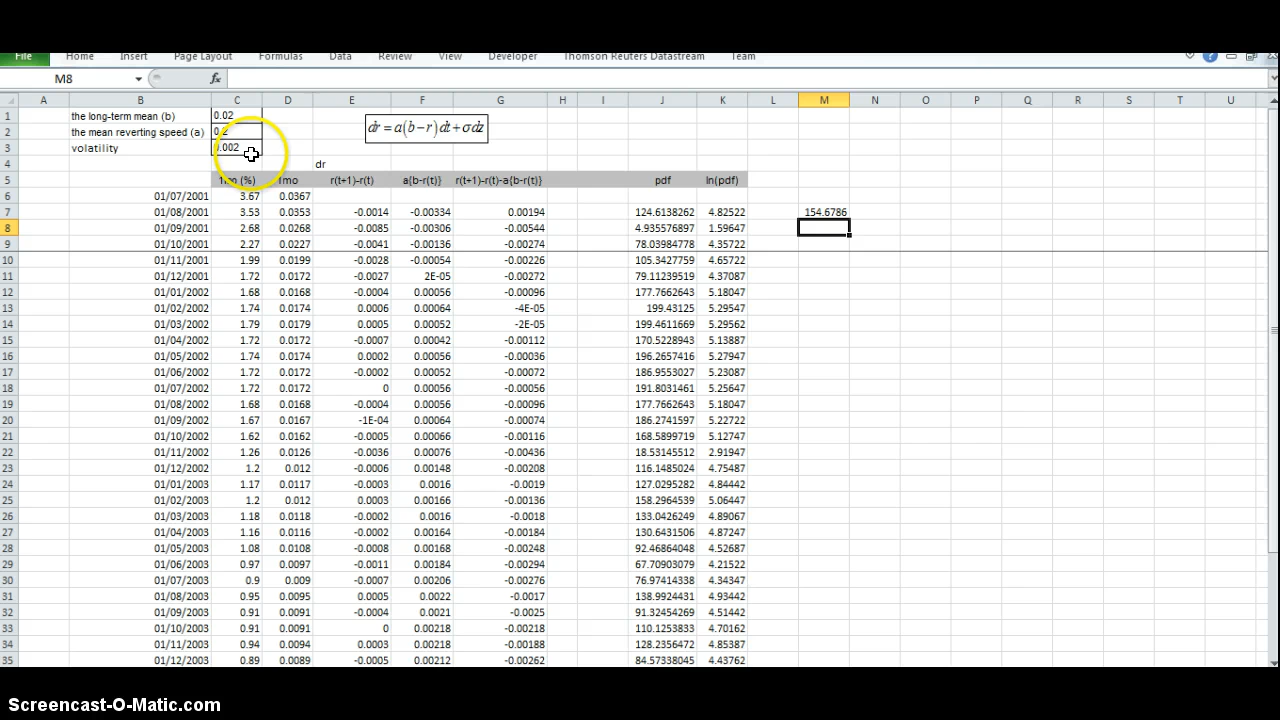 File Home Insert Page Layout Formulas Data Review View Developer Thomson Reuters Datastream Team
M8 fx
A B C D E F G H I J K L M N O P Q R S T U
1 the long-term mean (b) 0.02
dr = a(b−r)dt+σdz
2 the mean reverting speed (a) 0.2
3 volatility 0.002
4 dr
5 1mo (%) 1mo r(t+1)-r(t) a{b-r(t)} r(t+1)-r(t)-a{b-r(t)} pdf ln(pdf)
6 01/07/2001 3.67 0.0367
7 01/08/2001 3.53 0.0353 -0.0014 -0.00334 0.00194 124.6138262 4.82522 154.6786
8 01/09/2001 2.68 0.0268 -0.0085 -0.00306 -0.00544 4.935576897 1.59647
9 01/10/2001 2.27 0.0227 -0.0041 -0.00136 -0.00274 78.03984778 4.35722
10 01/11/2001 1.99 0.0199 -0.0028 -0.00054 -0.00226 105.3427759 4.65722
11 01/12/2001 1.72 0.0172 -0.0027 2E-05 -0.00272 79.11239519 4.37087
12 01/01/2002 1.68 0.0168 -0.0004 0.00056 -0.00096 177.7662643 5.18047
13 01/02/2002 1.74 0.0174 0.0006 0.00064 -4E-05 199.43125 5.29547
14 01/03/2002 1.79 0.0179 0.0005 0.00052 -2E-05 199.4611669 5.29562
15 01/04/2002 1.72 0.0172 -0.0007 0.00042 -0.00112 170.5228943 5.13887
16 01/05/2002 1.74 0.0174 0.0002 0.00056 -0.00036 196.2657416 5.27947
17 01/06/2002 1.72 0.0172 -0.0002 0.00052 -0.00072 186.9553027 5.23087
18 01/07/2002 1.72 0.0172 0 0.00056 -0.00056 191.8031461 5.25647
19 01/08/2002 1.68 0.0168 -0.0004 0.00056 -0.00096 177.7662643 5.18047
20 01/09/2002 1.67 0.0167 -1E-04 0.00064 -0.00074 186.2741597 5.22722
21 01/10/2002 1.62 0.0162 -0.0005 0.00066 -0.00116 168.5899719 5.12747
22 01/11/2002 1.26 0.0126 -0.0036 0.00076 -0.00436 18.53145512 2.91947
23 01/12/2002 1.2 0.012 -0.0006 0.00148 -0.00208 116.1485024 4.75487
24 01/01/2003 1.17 0.0117 -0.0003 0.0016 -0.0019 127.0295282 4.84442
25 01/02/2003 1.2 0.012 0.0003 0.00166 -0.00136 158.2964539 5.06447
26 01/03/2003 1.18 0.0118 -0.0002 0.0016 -0.0018 133.0426249 4.89067
27 01/04/2003 1.16 0.0116 -0.0002 0.00164 -0.00184 130.6431506 4.87247
28 01/05/2003 1.08 0.0108 -0.0008 0.00168 -0.00248 92.46864048 4.52687
29 01/06/2003 0.97 0.0097 -0.0011 0.00184 -0.00294 67.70903079 4.21522
30 01/07/2003 0.9 0.009 -0.0007 0.00206 -0.00276 76.97414338 4.34347
31 01/08/2003 0.95 0.0095 0.0005 0.0022 -0.0017 138.9924431 4.93442
32 01/09/2003 0.91 0.0091 -0.0004 0.0021 -0.0025 91.32454269 4.51442
33 01/10/2003 0.91 0.0091 0 0.00218 -0.00218 110.1253833 4.70162
34 01/11/2003 0.94 0.0094 0.0003 0.00218 -0.00188 128.2356472 4.85387
35 01/12/2003 0.89 0.0089 -0.0005 0.00212 -0.00262 84.57338045 4.43762
Screencast-O-Matic.com